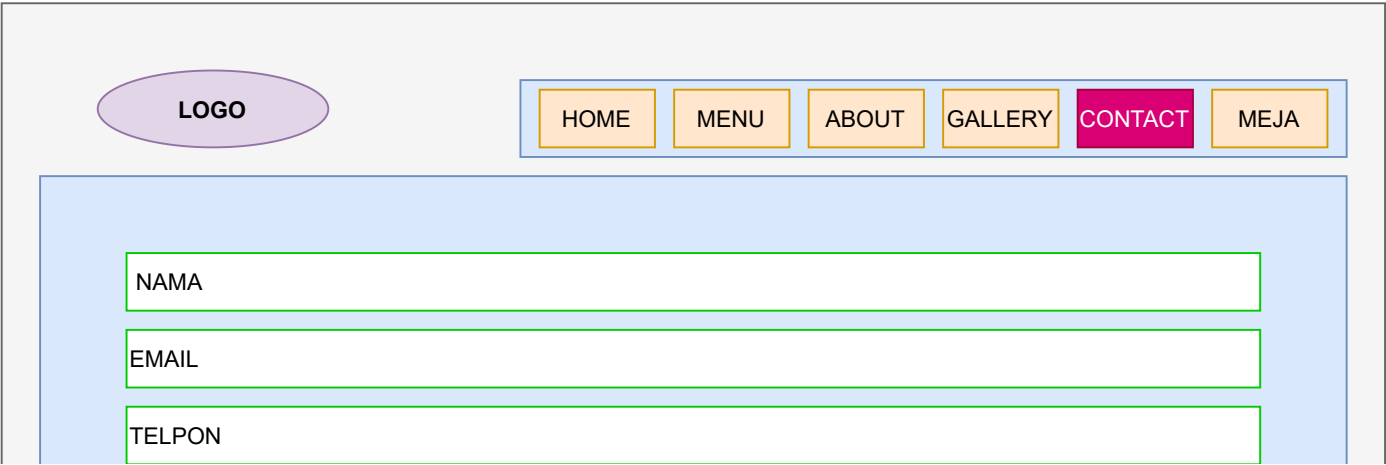 LOGO
HOME MENU ABOUT GALLERY CONTACT MEJA
NAMA
EMAIL
TELPON